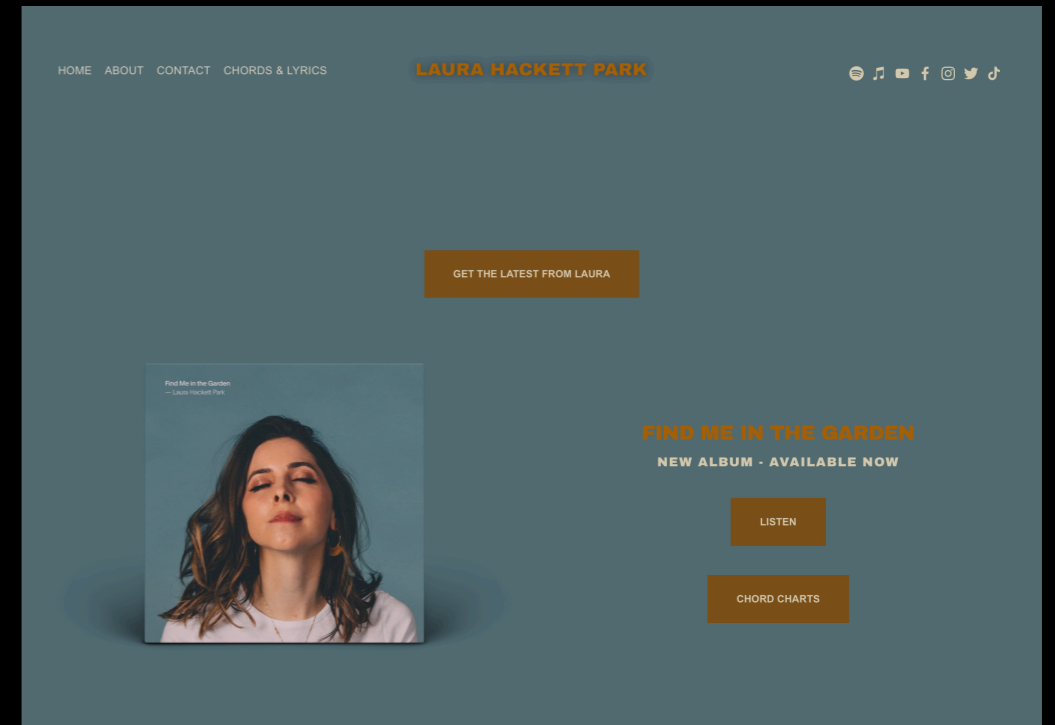 HOME ABOUT CONTACT CHORDS & LYRICS
LAURA HACKETT PARK
GET THE LATEST FROM LAURA
Find Me in the Garden
— Laura Hackett Park
FIND ME IN THE GARDEN
NEW ALBUM - AVAILABLE NOW
LISTEN
CHORD CHARTS